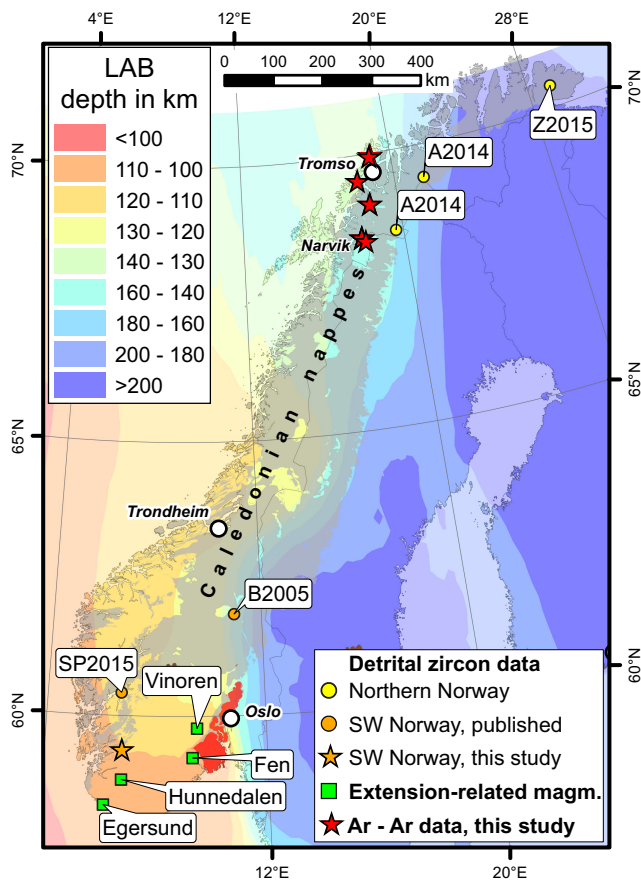 4°E
12°E
20°E
28°E
LAB
depth in km
<100
110 - 100
120 - 110
130 - 120
140 - 130
160 - 140
180 - 160
200 - 180
>200
0 100 200 300 400
km
70°N
70°N
Z2015
A2014
Tromso
A2014
Narvik
Caledonian nappes
65°N
65°N
Trondheim
B2005
SP2015
Vinoren
60°N
60°N
Oslo
Fen
Hunnedalen
Egersund
Detrital zircon data
Northern Norway
SW Norway, published
SW Norway, this study
Extension-related magm.
Ar - Ar data, this study
12°E
20°E